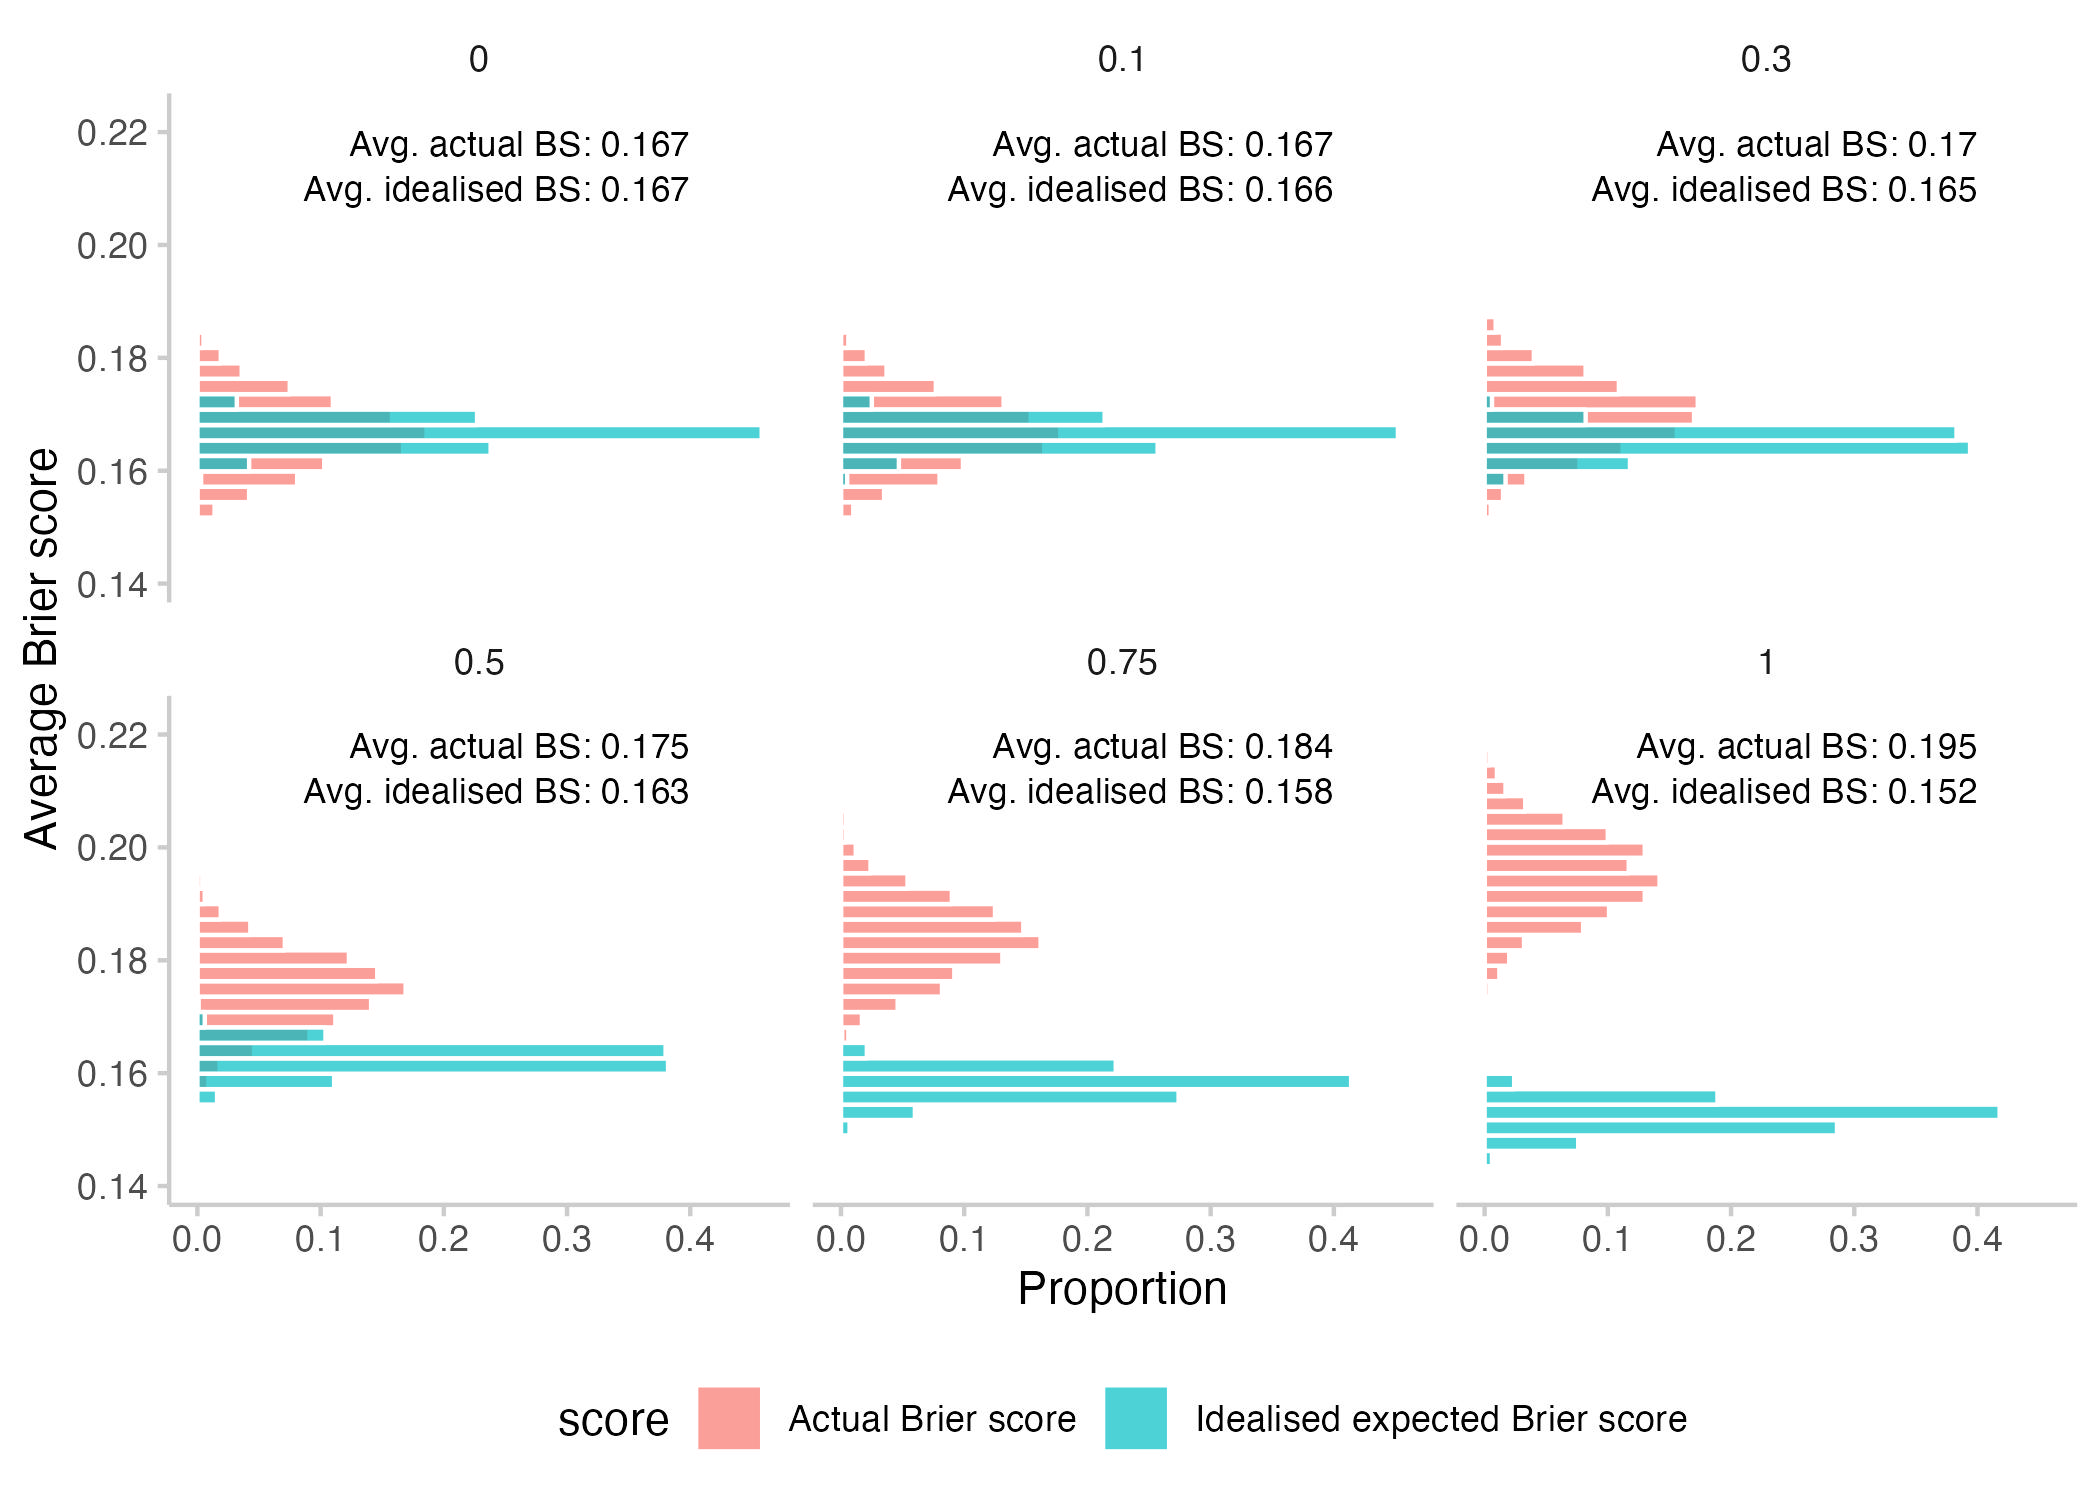 0
0.1
0.3
Avg. actual BS: 0.167
Avg. idealised BS: 0.167
Avg. actual BS: 0.167
Avg. idealised BS: 0.166
Avg. actual BS: 0.17
Avg. idealised BS: 0.165
0.22
0.20
0.18
0.16
0.14
Average Brier score
0.5
0.75
1
Avg. actual BS: 0.175
Avg. idealised BS: 0.163
Avg. actual BS: 0.184
Avg. idealised BS: 0.158
Avg. actual BS: 0.195
Avg. idealised BS: 0.152
0.22
0.20
0.18
0.16
0.14
0.0 0.1 0.2 0.3 0.4
0.0 0.1 0.2 0.3 0.4
0.0 0.1 0.2 0.3 0.4
Proportion
score
Actual Brier score
Idealised expected Brier score